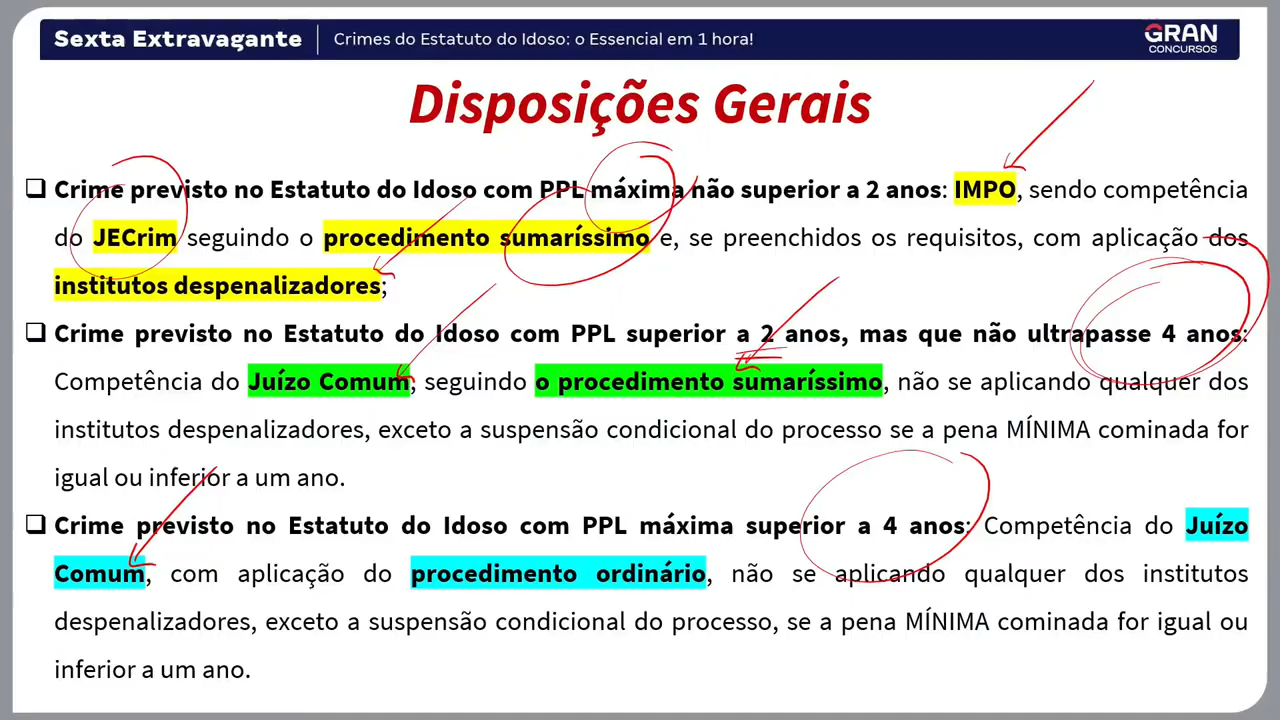 Sexta Extravagante
Crimes do Estatuto do Idoso: o Essencial em 1 hora!
GRAN
CONCURSOS
Disposições Gerais
❑ Crime previsto no Estatuto do Idoso com PPL máxima não superior a 2 anos: IMPO, sendo competência
do JECrim seguindo o procedimento sumaríssimo e, se preenchidos os requisitos, com aplicação dos
institutos despenalizadores;
❑ Crime previsto no Estatuto do Idoso com PPL superior a 2 anos, mas que não ultrapasse 4 anos:
Competência do Juízo Comum, seguindo o procedimento sumaríssimo, não se aplicando qualquer dos
institutos despenalizadores, exceto a suspensão condicional do processo se a pena MÍNIMA cominada for
igual ou inferior a um ano.
❑ Crime previsto no Estatuto do Idoso com PPL máxima superior a 4 anos: Competência do Juízo
Comum, com aplicação do procedimento ordinário, não se aplicando qualquer dos institutos
despenalizadores, exceto a suspensão condicional do processo, se a pena MÍNIMA cominada for igual ou
inferior a um ano.